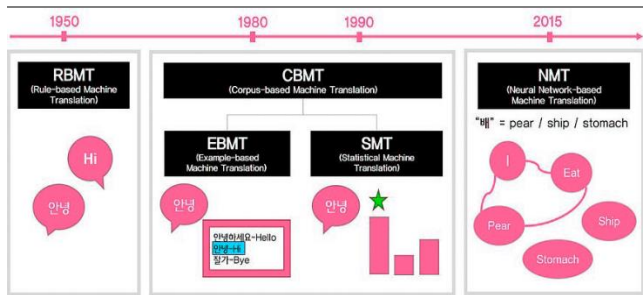 1950
1980
1990
2015
RBMT
(Rule-based Machine
Translation)
Hi
안녕
CBMT
(Corpus-based Machine Translation)
EBMT
(Example-based
Machine Translation)
SMT
(Statistical Machine
Translation)
안녕
안녕하세요-Hello
안녕-Hi
잘가-Bye
안녕
NMT
(Neural Network-based
Machine Translation)
"배" = pear / ship / stomach
I
Eat
Pear
Ship
Stomach